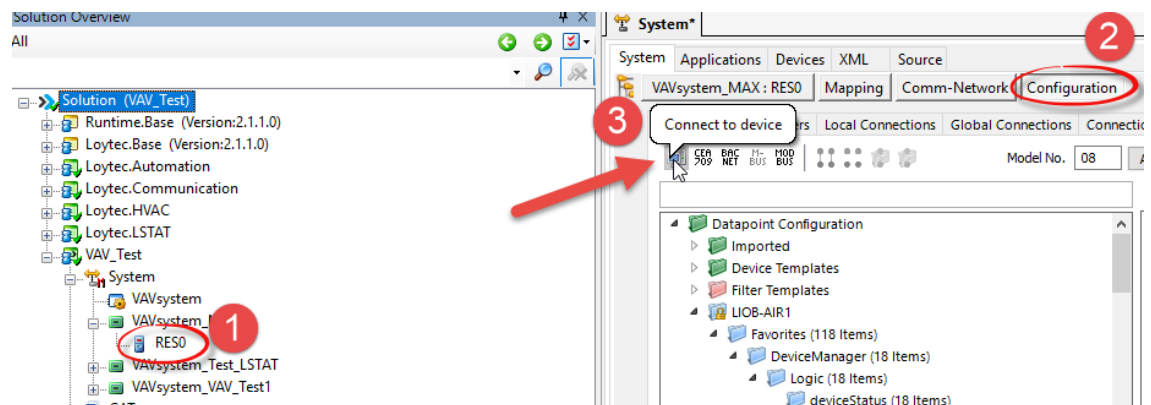 Solution Overview
All
Solution (VAV_Test)
Runtime.Base (Version:2.1.1.0)
Loytec.Base (Version:2.1.1.0)
Loytec.Automation
Loytec.Communication
Loytec.HVAC
Loytec.LSTAT
VAV_Test
System
VAVsystem
VAVsystem_
1
RES0
VAVsystem_Test_LSTAT
VAVsystem_VAV_Test1
System*
2
System Applications Devices XML Source
VAVsystem_MAX : RES0 Mapping Comm-Network Configuration
3
Connect to device
Local Connections Global Connections
CEA 709 BAC NET M-BUS MOD BUS Model No. 08
Datapoint Configuration
Imported
Device Templates
Filter Templates
LIOB-AIR1
Favorites (118 Items)
DeviceManager (18 Items)
Logic (18 Items)
deviceStatus (18 Items)